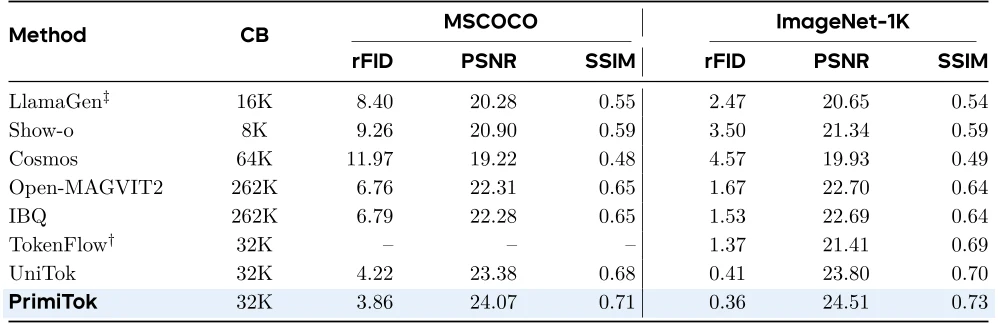 Method CB MSCOCO ImageNet-1K
rFID PSNR SSIM rFID PSNR SSIM
LlamaGen‡ 16K 8.40 20.28 0.55 2.47 20.65 0.54
Show-o 8K 9.26 20.90 0.59 3.50 21.34 0.59
Cosmos 64K 11.97 19.22 0.48 4.57 19.93 0.49
Open-MAGVIT2 262K 6.76 22.31 0.65 1.67 22.70 0.64
IBQ 262K 6.79 22.28 0.65 1.53 22.69 0.64
TokenFlow† 32K – – – 1.37 21.41 0.69
UniTok 32K 4.22 23.38 0.68 0.41 23.80 0.70
PrimiTok 32K 3.86 24.07 0.71 0.36 24.51 0.73